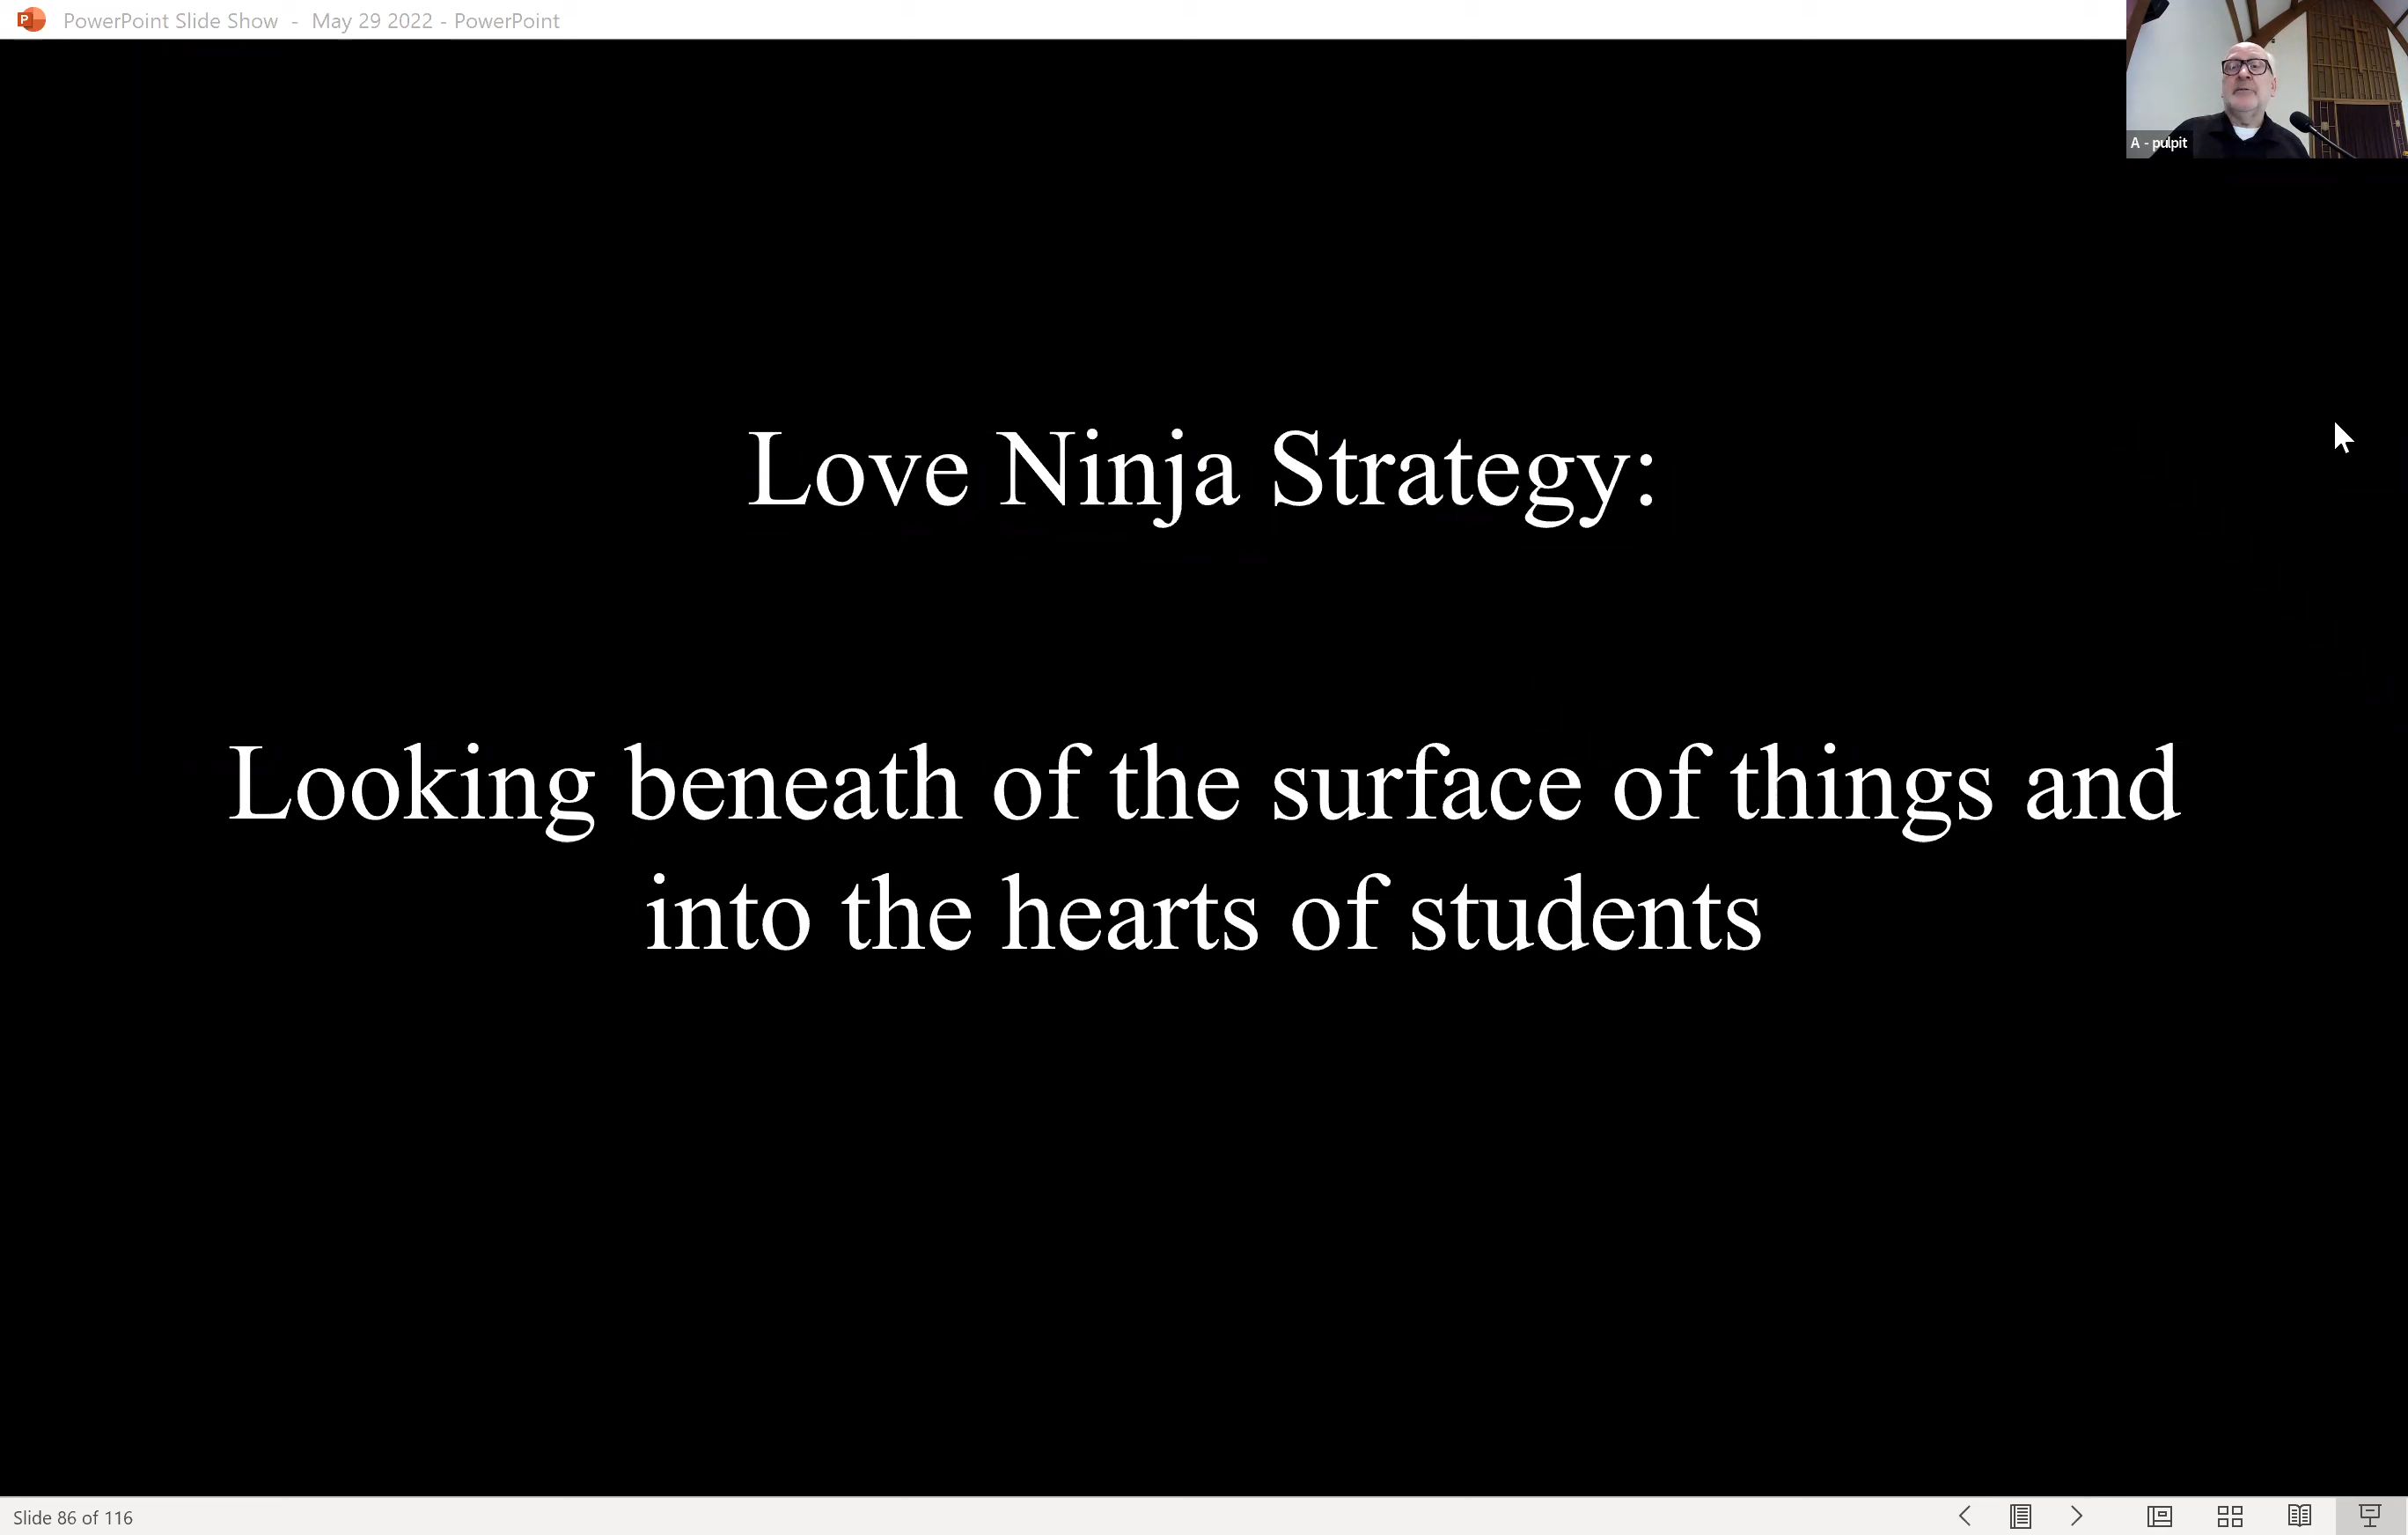 PowerPoint Slide Show - May 29 2022 - PowerPoint
A - pulpit
Love Ninja Strategy:
Looking beneath of the surface of things and
into the hearts of students
Slide 86 of 116